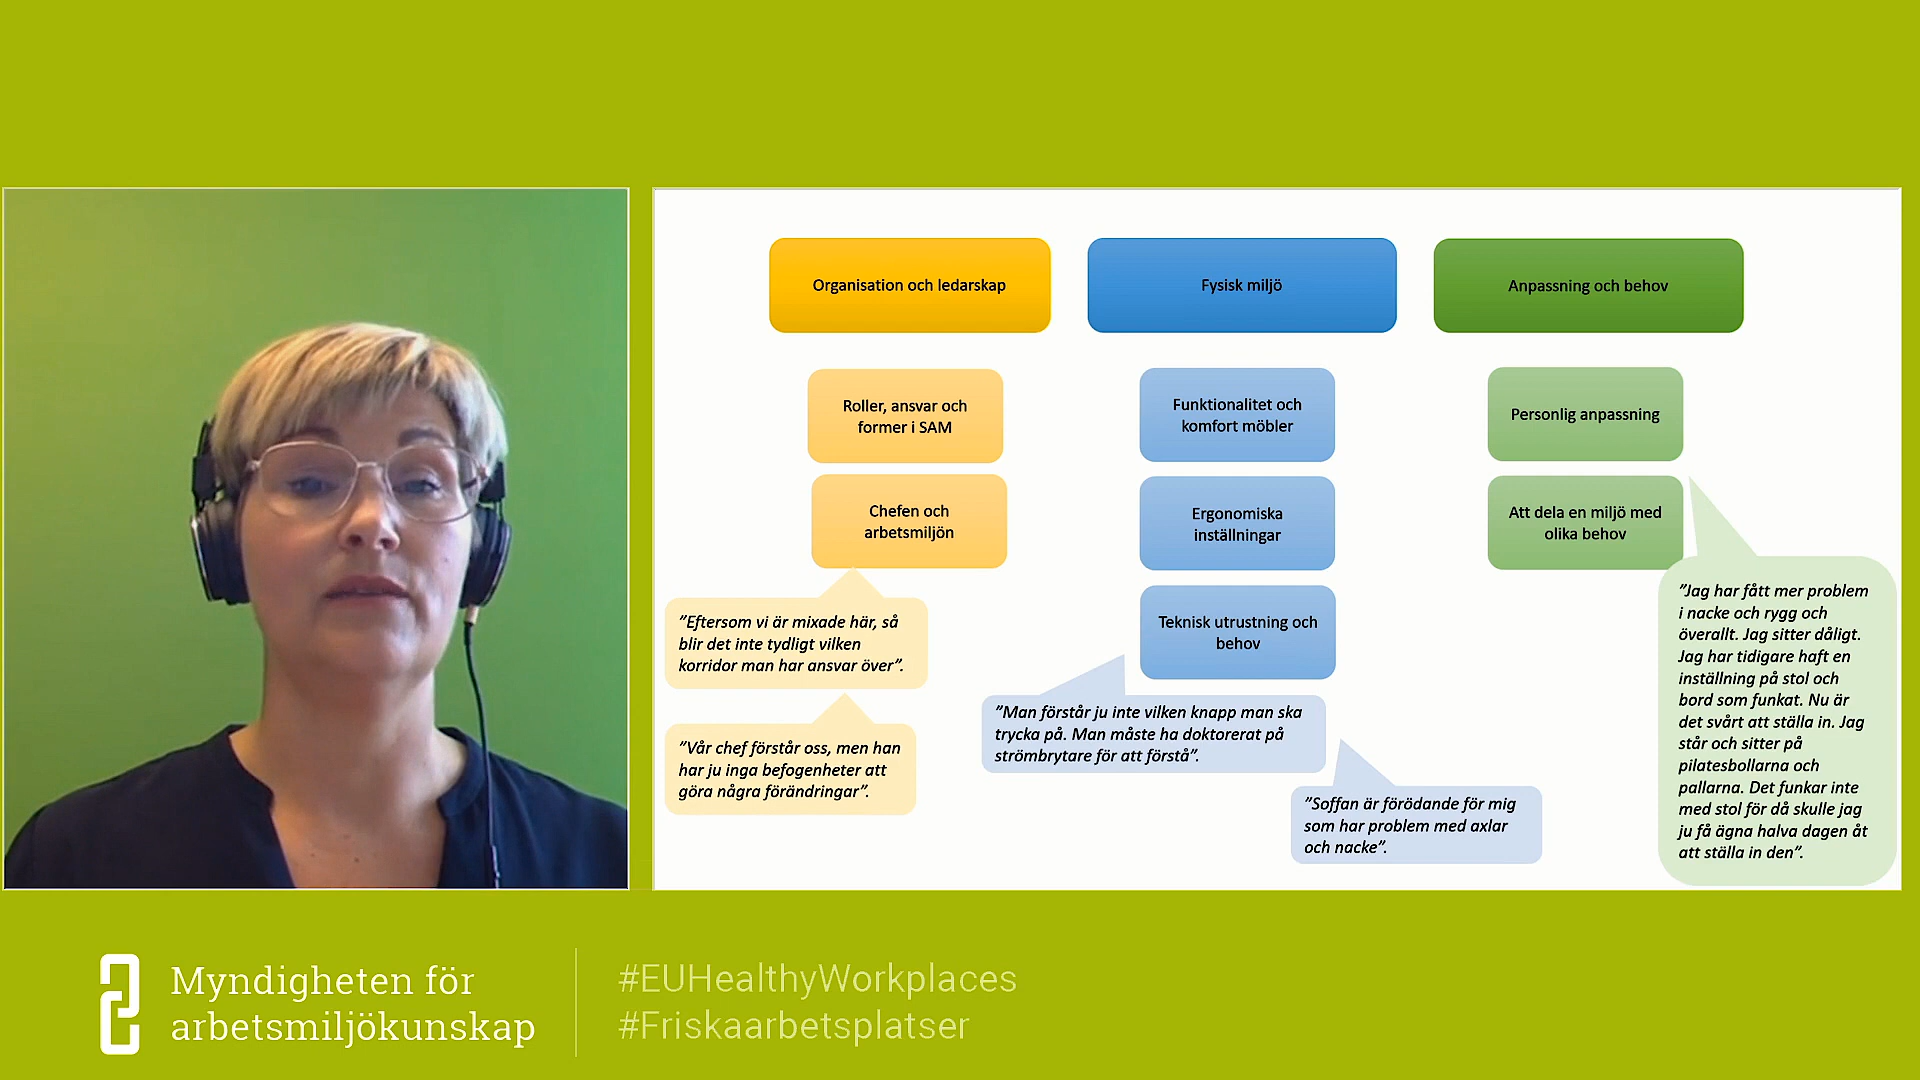 Organisation och ledarskap
Fysisk miljö
Anpassning och behov
Roller, ansvar och
former i SAM
Funktionalitet och
komfort möbler
Personlig anpassning
Chefen och
arbetsmiljön
Ergonomiska
inställningar
Att dela en miljö med
olika behov
Teknisk utrustning och
behov
”Eftersom vi är mixade här, så
blir det inte tydligt vilken
korridor man har ansvar över”.
”Vår chef förstår oss, men han
har ju inga befogenheter att
göra några förändringar”.
”Man förstår ju inte vilken knapp man ska
trycka på. Man måste ha doktorerat på
strömbrytare för att förstå”.
”Soffan är förödande för mig
som har problem med axlar
och nacke”.
”Jag har fått mer problem
i nacke och rygg och
överallt. Jag sitter dåligt.
Jag har tidigare haft en
inställning på stol och
bord som funkat. Nu är
det svårt att ställa in. Jag
står och sitter på
pilatesbollarna och
pallarna. Det funkar inte
med stol för då skulle jag
ju få ägna halva dagen åt
att ställa in den”.
Myndigheten för
arbetsmiljökunskap
#EUHealthyWorkplaces
#Friskaarbetsplatser